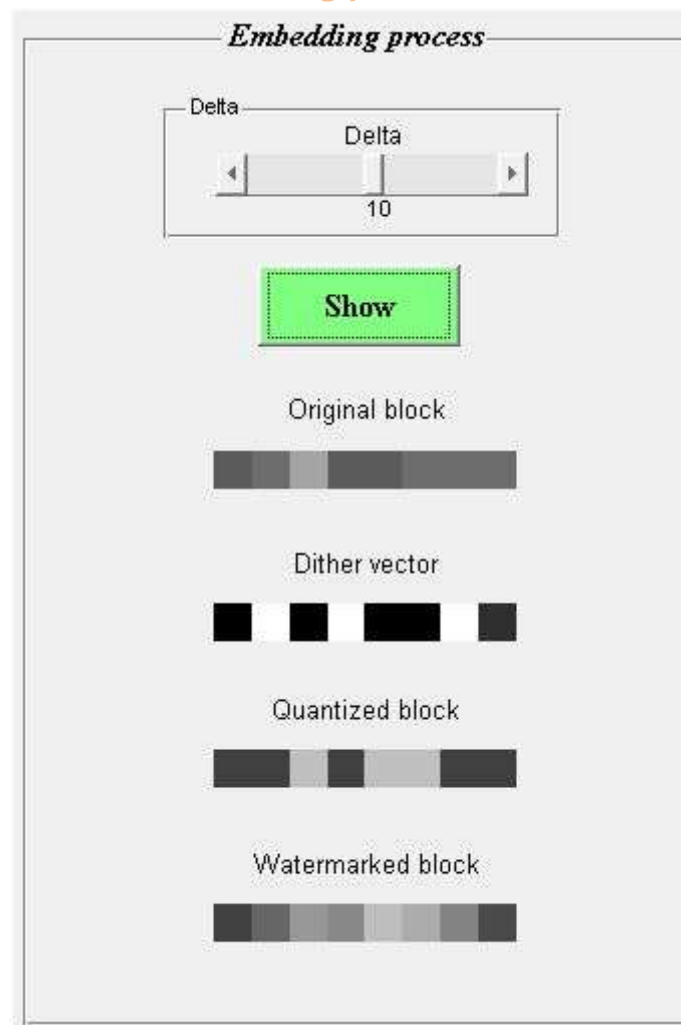 Embedding process
Delta
Delta
10
Show
Original block
Dither vector
Quantized block
Watermarked block